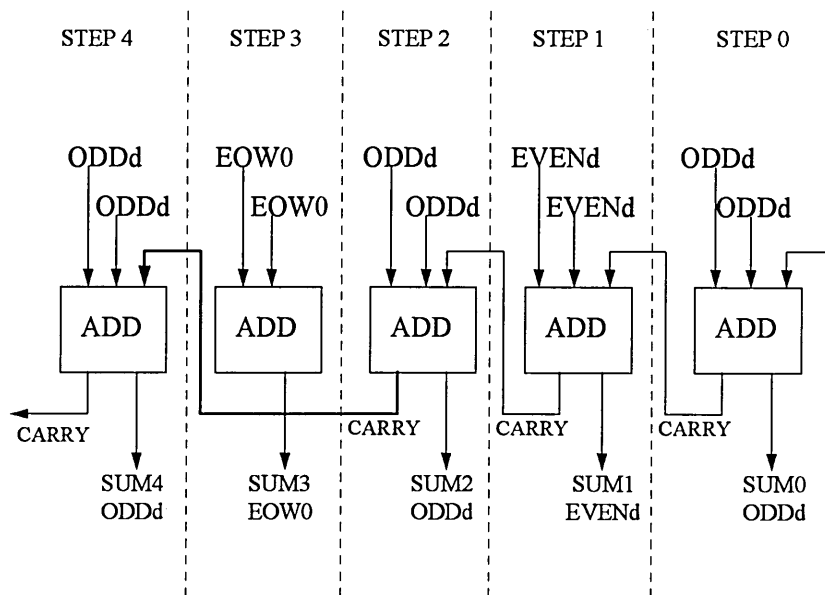 STEP 4 STEP 3 STEP 2 STEP 1 STEP 0
ODDd EOW0 ODDd EVENd ODDd
ODDd EOW0 ODDd EVENd ODDd
ADD ADD ADD ADD ADD
CARRY CARRY CARRY CARRY
SUM4 SUM3 SUM2 SUM1 SUM0
ODDd EOW0 ODDd EVENd ODDd